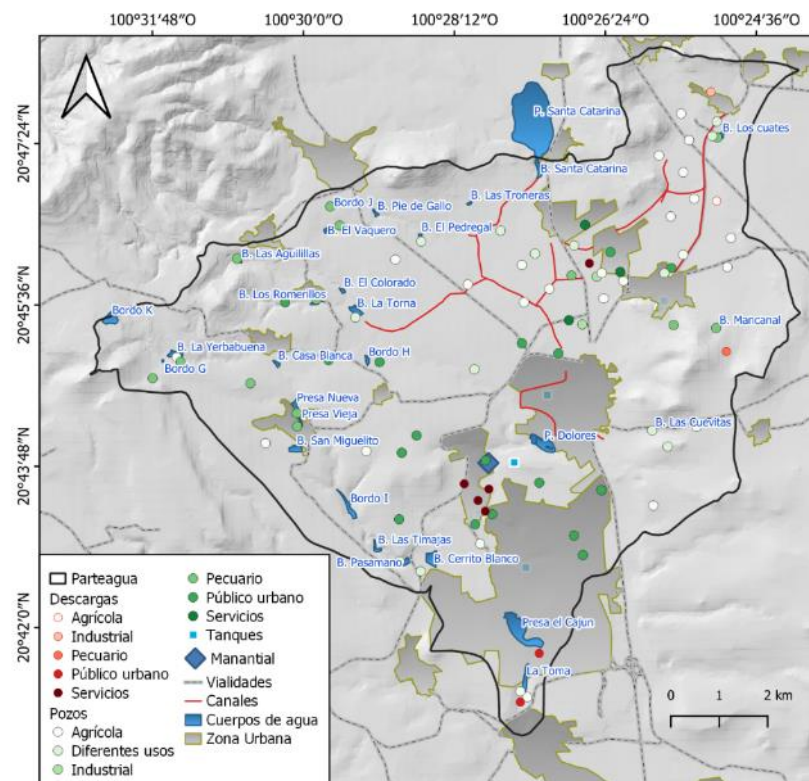 100°31'48"O 100°30'0"O 100°28'12"O 100°26'24"O 100°24'36"O
20°47'24"N
20°45'36"N
20°43'48"N
20°42'0"N
P. Santa Catarina
B. Los cuates
B. Santa Catarina
B. Las Troneras
Bordo J
B. Pie de Gallo
B. El Vaquero
B. El Pedregal
B. Las Aguilillas
B. El Colorado
B. Los Romerillos
B. La Torna
Bordo K
B. Mancanal
B. La Yerbabuena
B. Casa Blanca
Bordo H
Bordo G
Presa Nueva
Presa Vieja
B. Las Cuevitas
B. San Miguelito
P. Dolores
Bordo I
B. Las Timajas
B. Pasamano
B. Cerrito Blanco
Presa el Cajun
La Toma
Parteagua
Descargas
Agrícola
Industrial
Pecuario
Público urbano
Servicios
Pozos
Agrícola
Diferentes usos
Industrial
Pecuario
Público urbano
Servicios
Tanques
Manantial
Vialidades
Canales
Cuerpos de agua
Zona Urbana
0 1 2 km